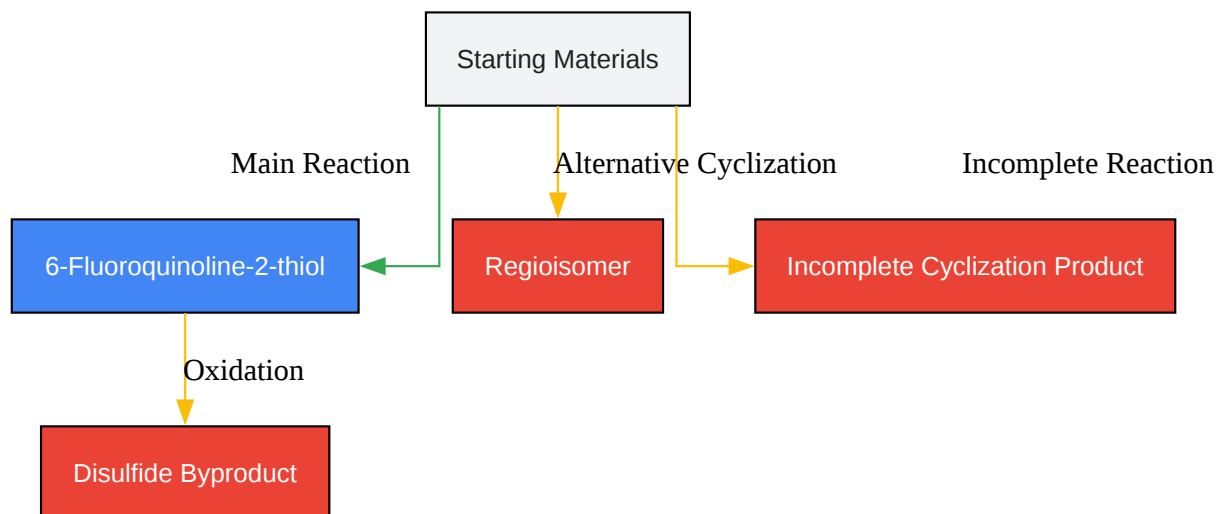 Starting Materials
Main Reaction
Alternative Cyclization
Incomplete Reaction
6-Fluoroquinoline-2-thiol
Regioisomer
Incomplete Cyclization Product
Oxidation
Disulfide Byproduct